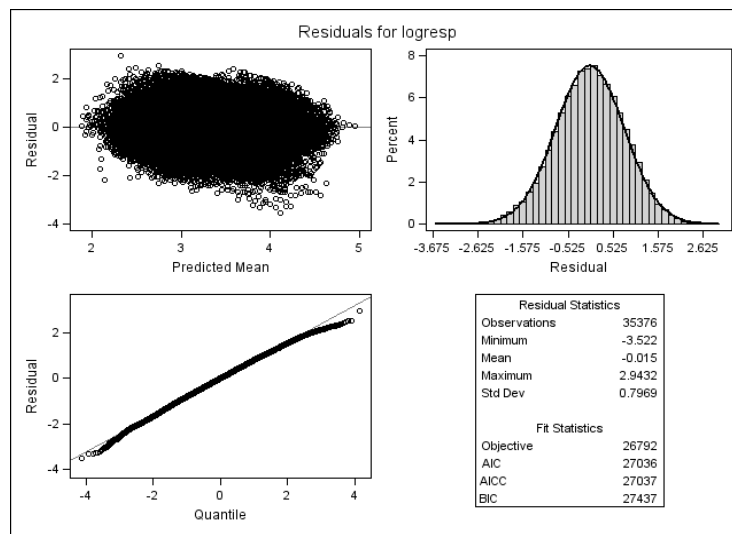 Residuals for logresp
Residual
2
0
-2
-4
2 3 4 5
Predicted Mean
Percent
8
6
4
2
0
-3.675 -2.625 -1.575 -0.525 0.525 1.575 2.625
Residual
Residual
2
0
-2
-4
-4 -2 0 2 4
Quantile
Residual Statistics
Observations 35376
Minimum -3.522
Mean -0.015
Maximum 2.9432
Std Dev 0.7969
Fit Statistics
Objective 26792
AIC 27036
AICC 27037
BIC 27437